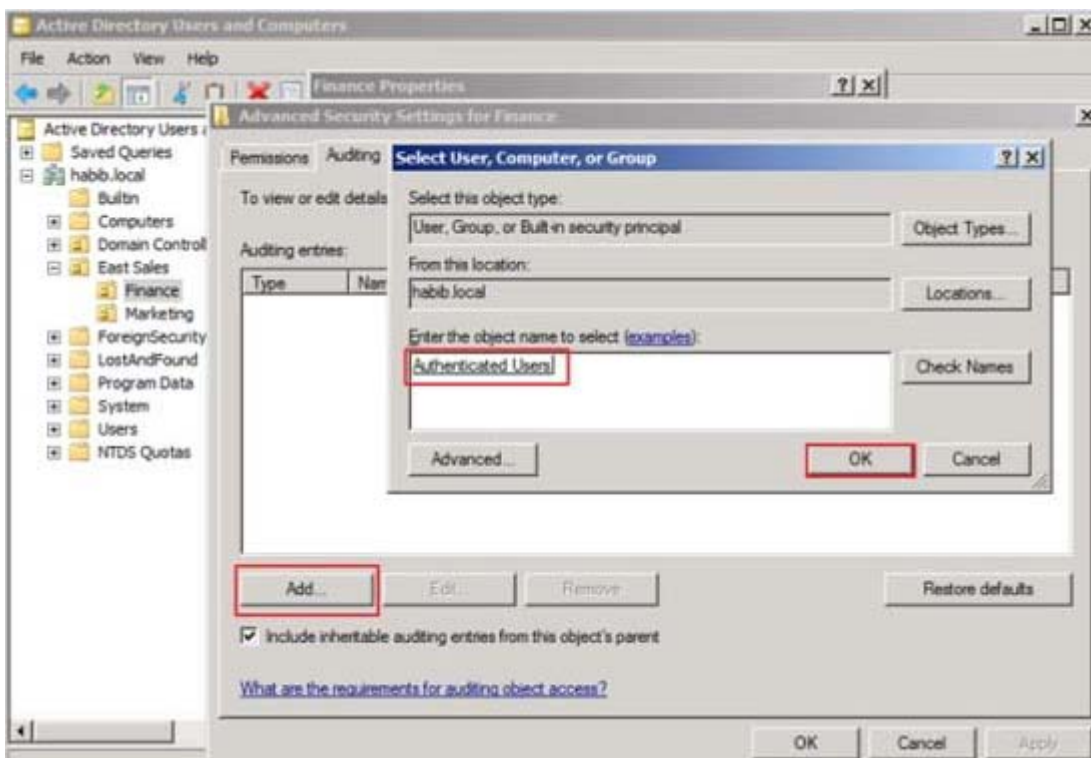 Active Directory Users and Computers
File Action View Help
Finance Properties
Advanced Security Settings for Finance
Active Directory Users
Saved Queries
habib.local
Builtin
Computers
Domain Controll
East Sales
Finance
Marketing
ForeignSecurity
LostAndFound
Program Data
System
Users
NTDS Quotas
Permissions Auditing
To view or edit details
Auditing entries:
Type Nam
Select User, Computer, or Group
Select this object type:
User, Group, or Built-in security principal
Object Types...
From this location:
habib.local
Locations...
Enter the object name to select (examples):
Authenticated Users
Check Names
Advanced...
OK Cancel
Add... Edit... Remove Restore defaults
Include inheritable auditing entries from this object's parent
What are the requirements for auditing object access?
OK Cancel Apply